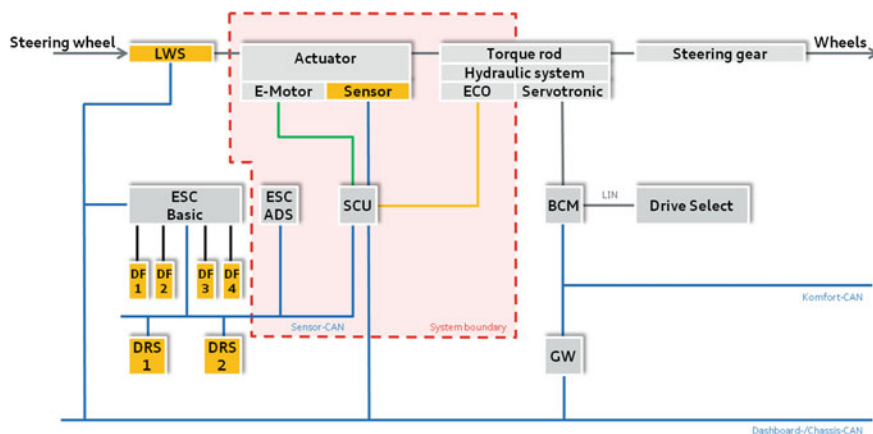 Steering wheel
LWS
Actuator
E-Motor
Sensor
Torque rod
Hydraulic system
ECO
Servotronic
Steering gear
Wheels
ESC
Basic
ESC
ADS
SCU
BCM
LIN
Drive Select
DF
1
DF
2
DF
3
DF
4
Sensor-CAN
System boundary
Komfort-CAN
DRS
1
DRS
2
GW
Dashboard-/Chassis-CAN